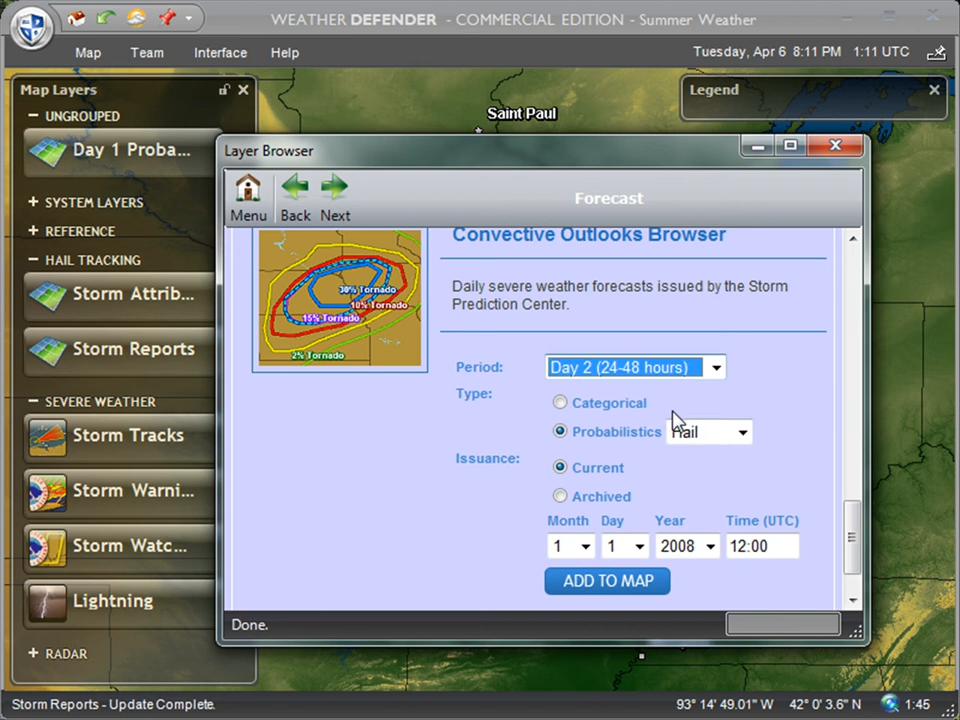 WEATHER DEFENDER - COMMERCIAL EDITION - Summer Weather
Map Team Interface Help Tuesday, Apr 6 8:11 PM 1:11 UTC
Map Layers
Legend
UNGROUPED
Day 1 Proba...
SYSTEM LAYERS
REFERENCE
HAIL TRACKING
Storm Attrib...
Storm Reports
SEVERE WEATHER
Storm Tracks
Storm Warni...
Storm Watc...
Lightning
RADAR
Saint Paul
Layer Browser
Menu Back Next
Forecast
30% Tornado
10% Tornado
15% Tornado
2% Tornado
Convective Outlooks Browser
Daily severe weather forecasts issued by the Storm
Prediction Center.
Period: Day 2 (24-48 hours)
Type:
Categorical
Probabilistics Hail
Issuance:
Current
Archived
Month Day Year Time (UTC)
1 1 2008 12:00
ADD TO MAP
Done.
Storm Reports - Update Complete. 93° 14' 49.01" W 42° 0' 3.6" N 1:45